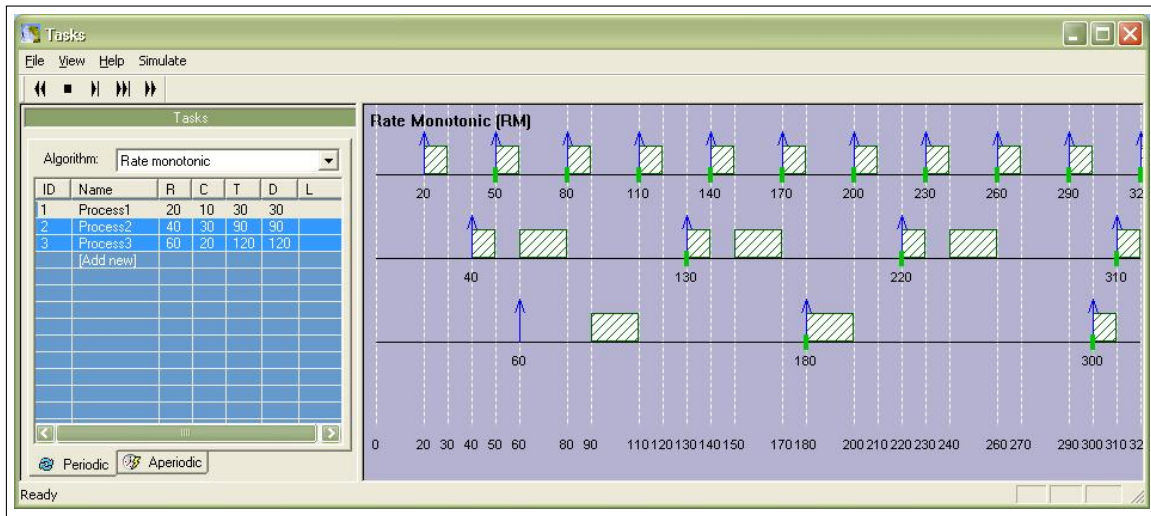 Tasks
File View Help Simulate
Tasks
Algorithm: Rate monotonic
ID Name R C T D L
1 Process1 20 10 30 30
2 Process2 40 30 90 90
3 Process3 60 20 120 120
[Add new]
Periodic Aperiodic
Ready
Rate Monotonic (RM)
20 50 80 110 140 170 200 230 260 290 32
40 130 220 310
60 180 300
0 20 30 40 50 60 80 90 110 120 130 140 150 170 180 200 210 220 230 240 260 270 290 300 310 32